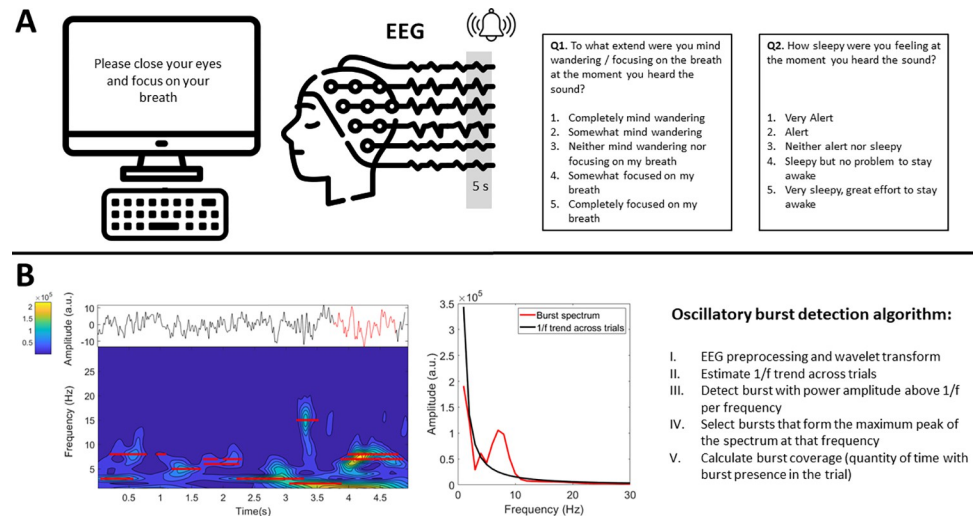 A
Please close your eyes
and focus on your
breath
EEG
5 s
Q1. To what extend were you mind
wandering / focusing on the breath
at the moment you heard the
sound?
1. Completely mind wandering
2. Somewhat mind wandering
3. Neither mind wandering nor
focusing on my breath
4. Somewhat focused on my
breath
5. Completely focused on my
breath
Q2. How sleepy were you feeling at
the moment you heard the sound?
1. Very Alert
2. Alert
3. Neither alert nor sleepy
4. Sleepy but no problem to stay
awake
5. Very sleepy, great effort to stay
awake
B
×10⁵
2
1.5
1
0.5
Amplitude (a.u.)
10
0
-10
Frequency (Hz)
25
20
15
10
5
0.5 1 1.5 2 2.5 3 3.5 4 4.5
Time(s)
×10⁵
Amplitude (a.u.)
3.5
3
2.5
2
1.5
1
0.5
0
0 10 20 30
Frequency (Hz)
Burst spectrum
1/f trend across trials
Oscillatory burst detection algorithm:
I. EEG preprocessing and wavelet transform
II. Estimate 1/f trend across trials
III. Detect burst with power amplitude above 1/f
per frequency
IV. Select bursts that form the maximum peak of
the spectrum at that frequency
V. Calculate burst coverage (quantity of time with
burst presence in the trial)